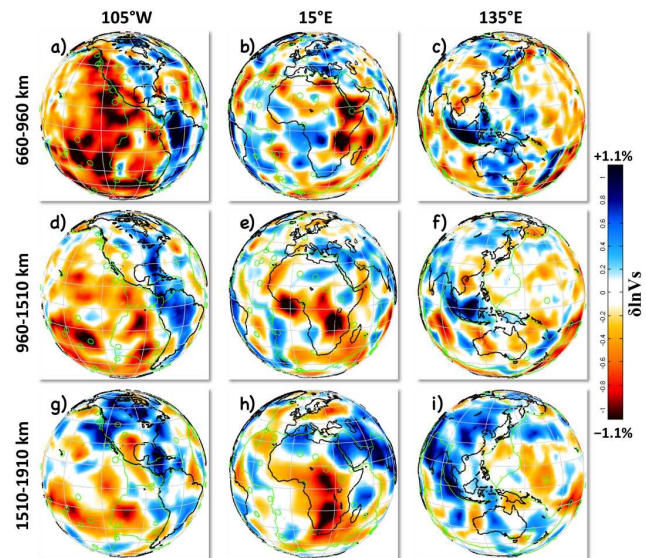 105°W 15°E 135°E
660-960 km
a) b) c)
960-1510 km
d) e) f)
1510-1910 km
g) h) i)
+1.1%
1
0.8
0.6
0.4
0.2
0
-0.2
-0.4
-0.6
-0.8
-1
−1.1%
δlnVs